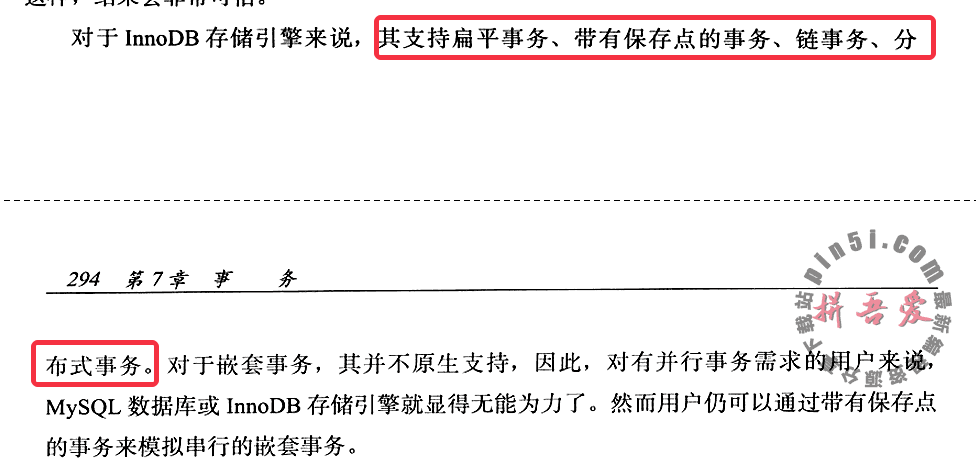 这样，结果会非常可怕。
对于 InnoDB 存储引擎来说，其支持扁平事务、带有保存点的事务、链事务、分
294 第 7 章 事 务
pin5i.com
拼吾爱
布式事务。对于嵌套事务，其并不原生支持，因此，对有并行事务需求的用户来说，
MySQL 数据库或 InnoDB 存储引擎就显得无能为力了。然而用户仍可以通过带有保存点
的事务来模拟串行的嵌套事务。